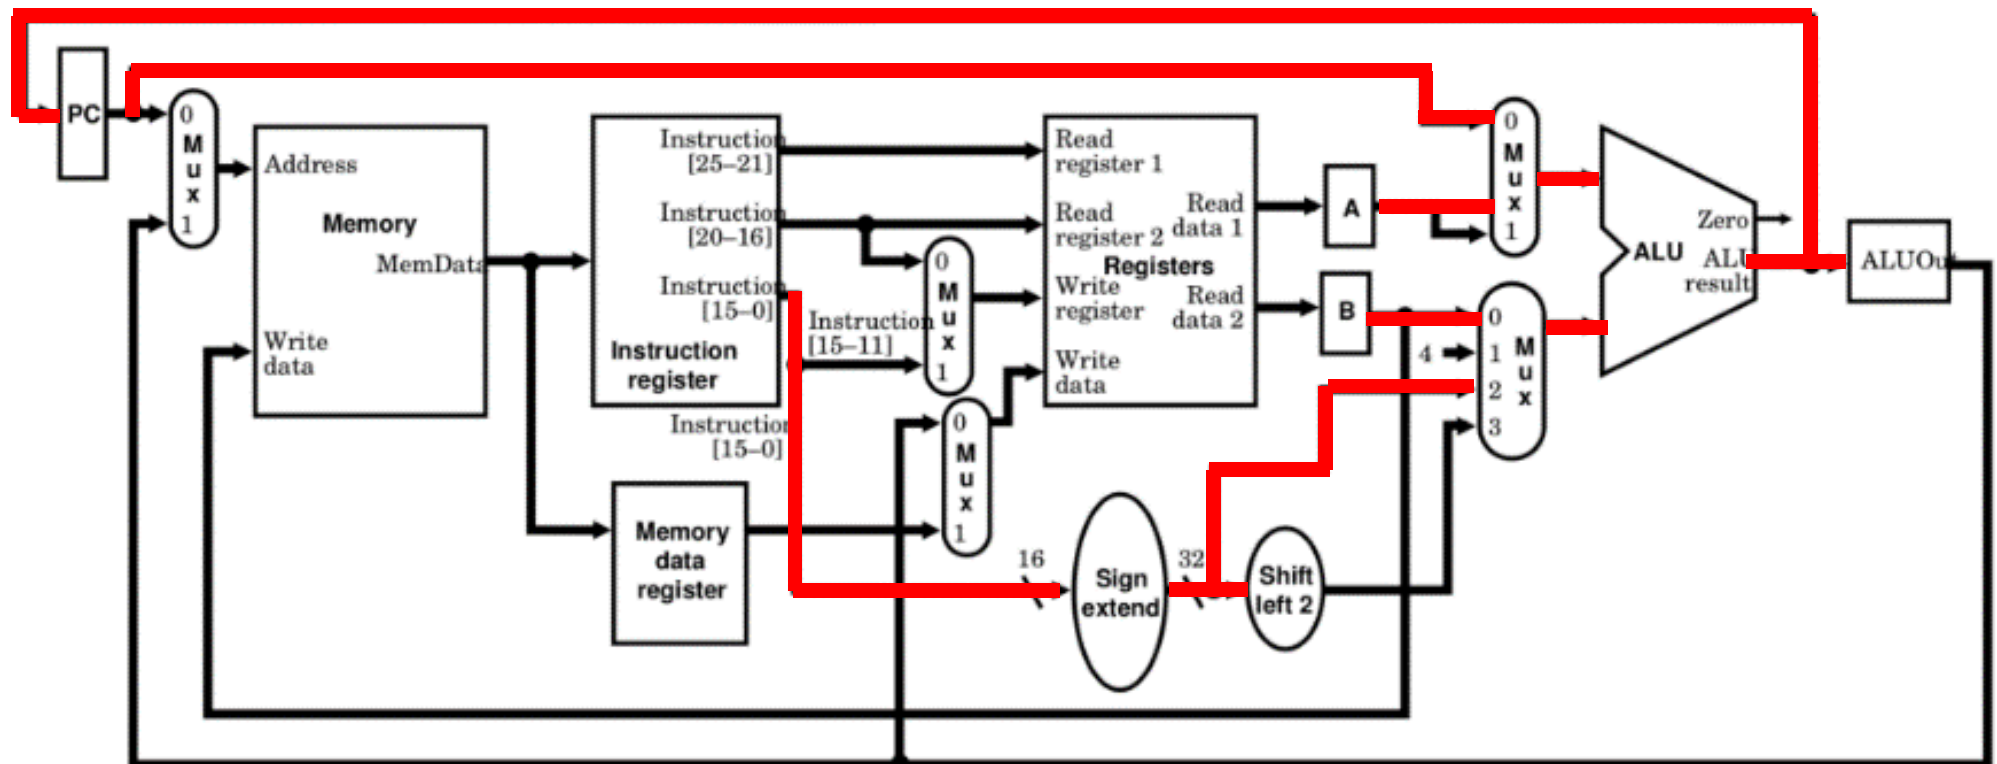 PC
0
M
u
x
1
Address
Memory
MemData
Write
data
Instruction
[25–21]
Instruction
[20–16]
Instruction
[15–0]
Instruction
register
Instruction
[15–11]
Instruction
[15–0]
Memory
data
register
0
M
u
x
1
0
M
u
x
1
Read
register 1
Read
register 2
Registers
Write
register
Write
data
Read
data 1
Read
data 2
16
Sign
extend
32
Shift
left 2
A
B
4
0
M
u
x
1
0
1
2
3
M
u
x
ALU
Zero
ALU
result
ALUOut